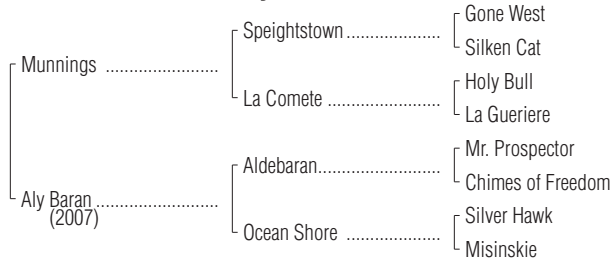 Gone West
Speightstown ....................
Silken Cat
Munnings ........................
Holy Bull
La Comete ........................
La Gueriere
Mr. Prospector
Aldebaran..........................
Chimes of Freedom
Aly Baran ..........................
(2007)
Silver Hawk
Ocean Shore ....................
Misinskie